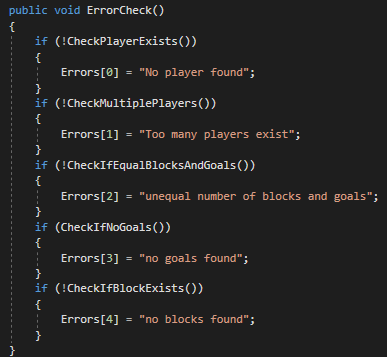 public void ErrorCheck()
{
if (!CheckPlayerExists())
{
Errors[0] = "No player found";
}
if (!CheckMultiplePlayers())
{
Errors[1] = "Too many players exist";
}
if (!CheckIfEqualBlocksAndGoals())
{
Errors[2] = "unequal number of blocks and goals";
}
if (CheckIfNoGoals())
{
Errors[3] = "no goals found";
}
if (!CheckIfBlockExists())
{
Errors[4] = "no blocks found";
}
}